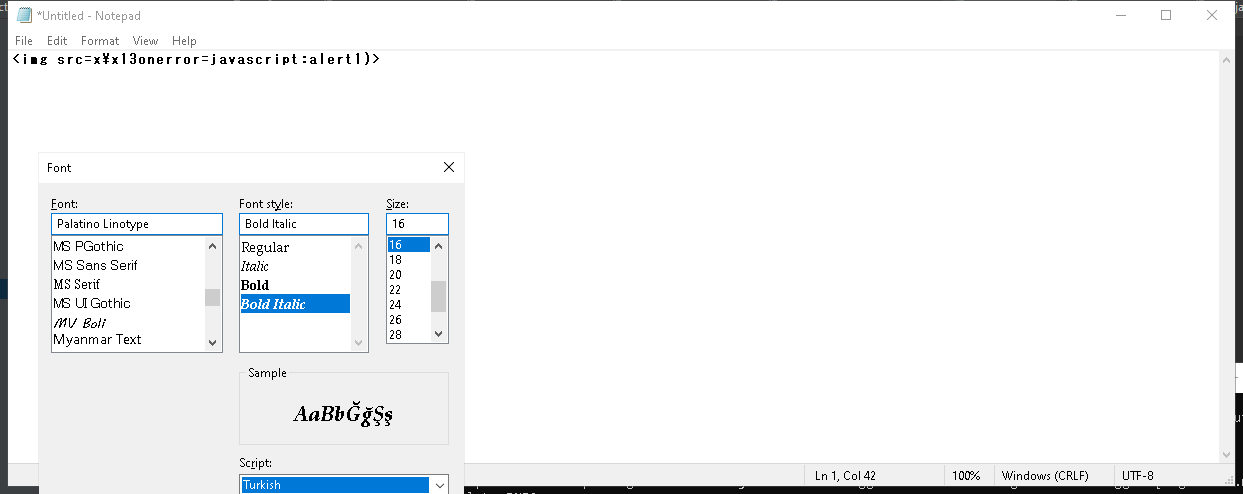 *Untitled - Notepad
File Edit Format View Help
<img src=x¥x13onerror=javascript:alert1)>
Font
Font: Font style: Size:
Palatino Linotype Bold Italic 16
MS PGothic Regular 16
MS Sans Serif Italic 18
MS Serif Bold 20
MS UI Gothic Bold Italic 22
MV Boli 24
Myanmar Text 26
28
Sample
AaBbĞğŞş
Script:
Turkish
Ln 1, Col 42 100% Windows (CRLF) UTF-8